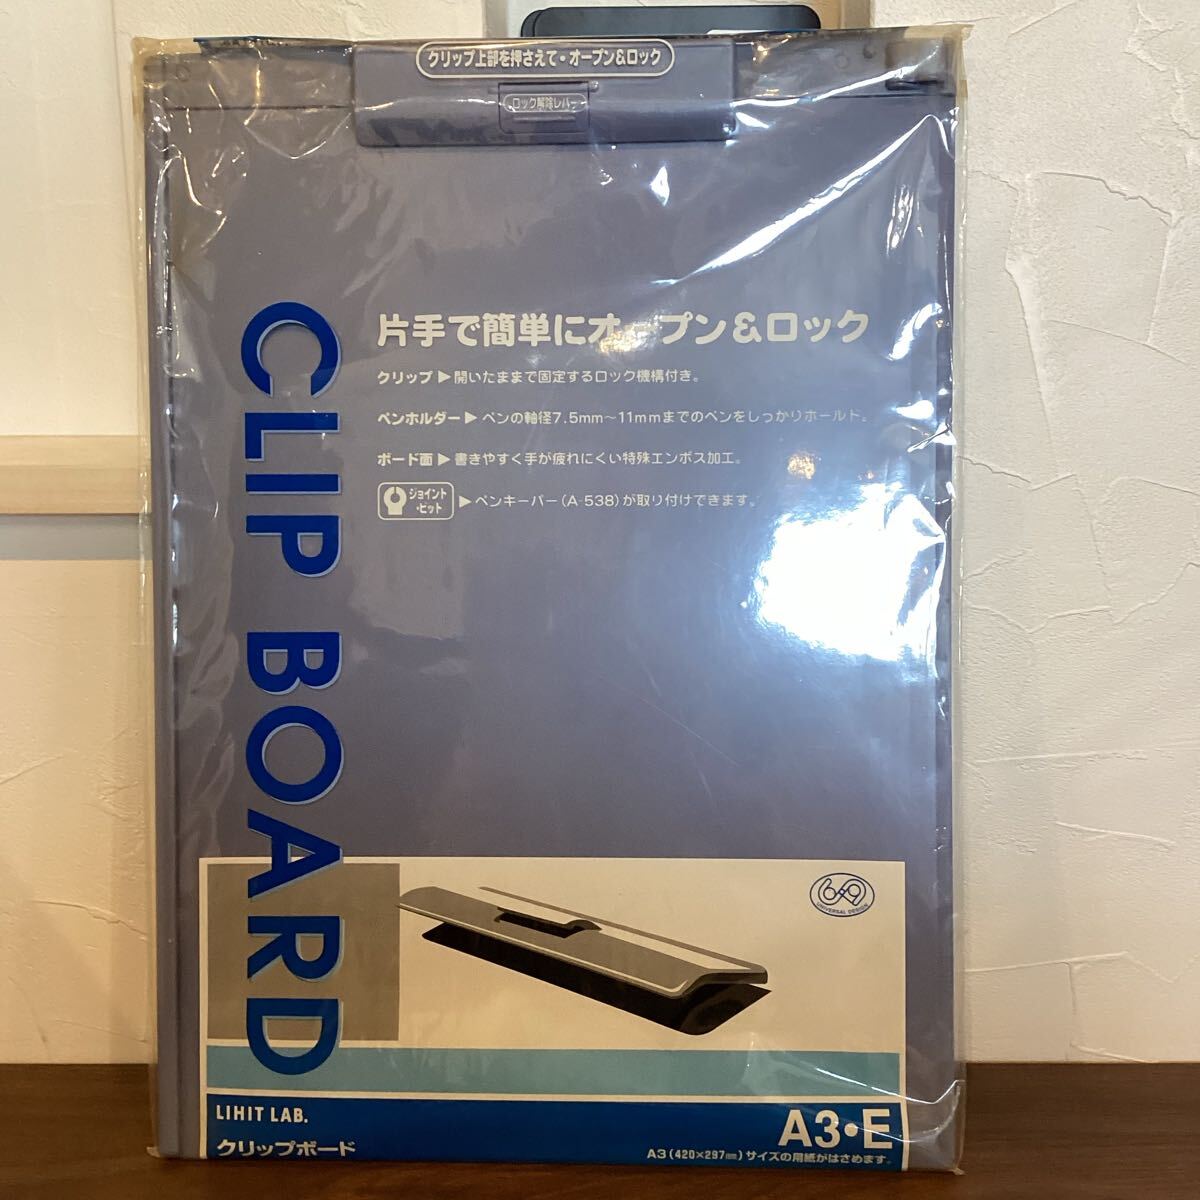 クリップ上部を押さえて・オープン&ロック
ロック解除レバー
CLIP BOARD
片手で簡単にオープン&ロック
クリップ▶開いたままで固定するロック機構付き。
ペンホルダー▶ペンの軸径7.5mm～11mmまでのペンをしっかりホールド。
ボード面▶書きやすく手が疲れにくい特殊エンボス加工。
ジョイント
・ピット
▶ペンキーパー(A-538)が取り付けできます。
UNIVERSAL DESIGN
LIHIT LAB.
クリップボード
A3・E
A3(420×297㎜)サイズの用紙がはさめます。